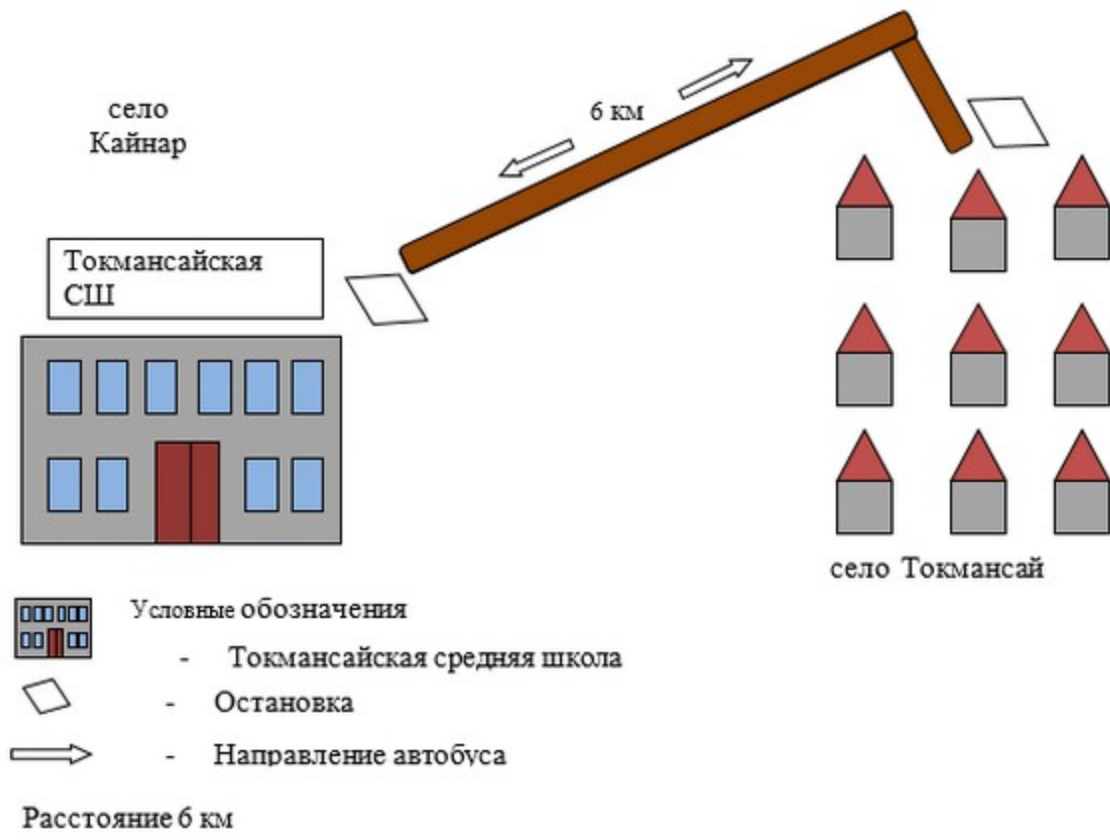 село
Кайнар
6 км
Токмансайская
СШ
село Токмансай
Условные обозначения
- Токмансайская средняя школа
- Остановка
- Направление автобуса
Расстояние 6 км